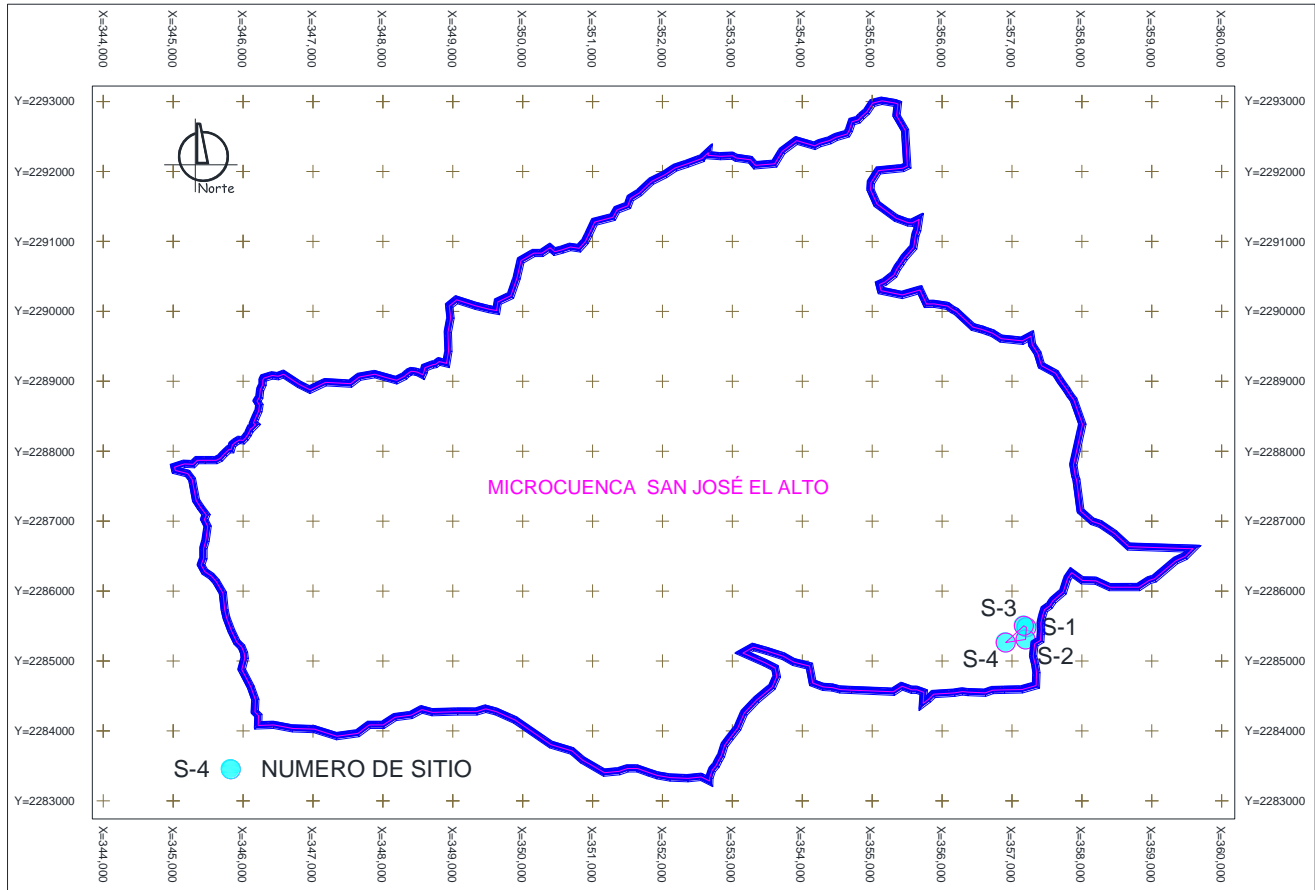 X=344,000
X=345,000
X=346,000
X=347,000
X=348,000
X=349,000
X=350,000
X=351,000
X=352,000
X=353,000
X=354,000
X=355,000
X=356,000
X=357,000
X=358,000
X=359,000
X=360,000
Y=2293000
Y=2293000
Norte
Y=2292000
Y=2292000
Y=2291000
Y=2291000
Y=2290000
Y=2290000
Y=2289000
Y=2289000
Y=2288000
Y=2288000
MICROCUENCA SAN JOSÉ EL ALTO
Y=2287000
Y=2287000
Y=2286000
Y=2286000
S-3
S-1
S-4
S-2
Y=2285000
Y=2285000
Y=2284000
Y=2284000
S-4 NUMERO DE SITIO
Y=2283000
Y=2283000
X=344,000
X=345,000
X=346,000
X=347,000
X=348,000
X=349,000
X=350,000
X=351,000
X=352,000
X=353,000
X=354,000
X=355,000
X=356,000
X=357,000
X=358,000
X=359,000
X=360,000